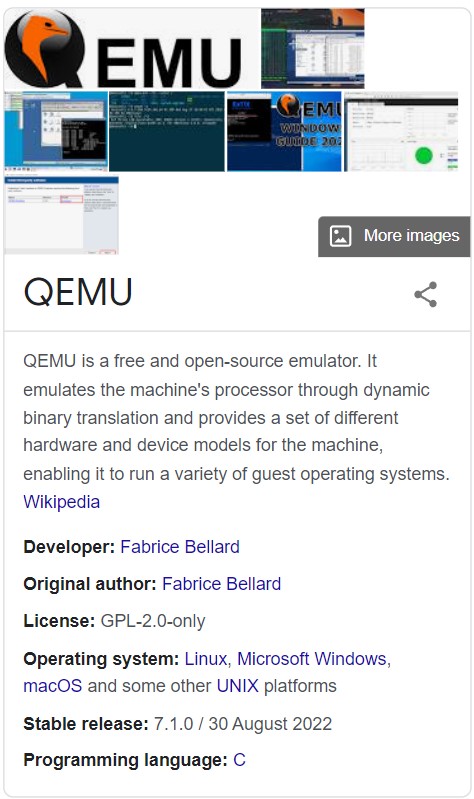 QEMU
QEMU
WINDOW
GUIDE 202
More images
QEMU
QEMU is a free and open-source emulator. It
emulates the machine's processor through dynamic
binary translation and provides a set of different
hardware and device models for the machine,
enabling it to run a variety of guest operating systems.
Wikipedia
Developer: Fabrice Bellard
Original author: Fabrice Bellard
License: GPL-2.0-only
Operating system: Linux, Microsoft Windows,
macOS and some other UNIX platforms
Stable release: 7.1.0 / 30 August 2022
Programming language: C